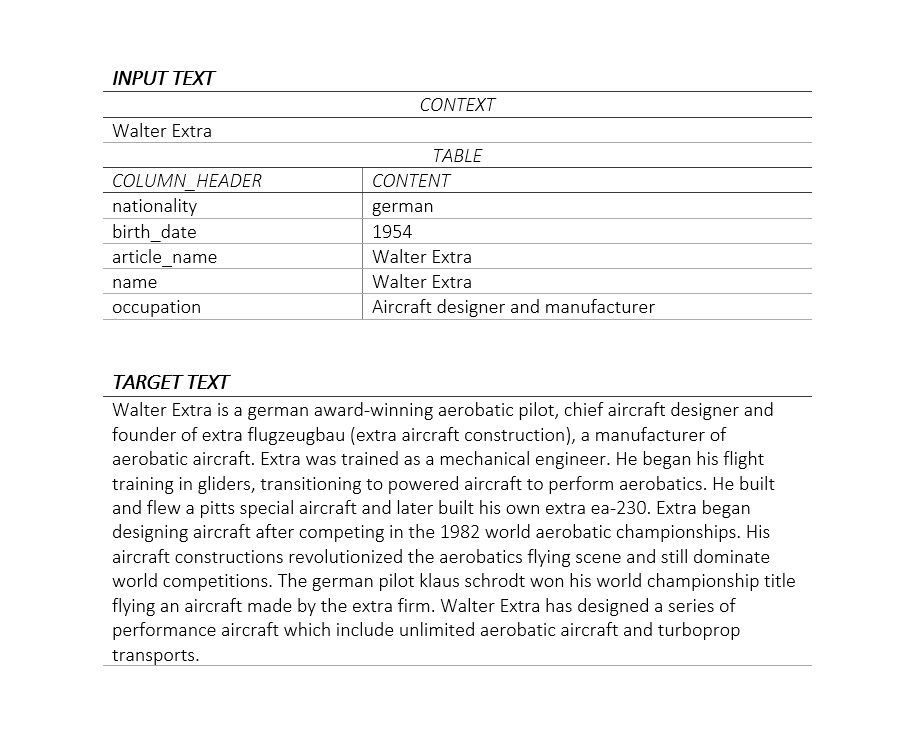 INPUT TEXT
CONTEXT
Walter Extra
TABLE
COLUMN_HEADER CONTENT
nationality german
birth_date 1954
article_name Walter Extra
name Walter Extra
occupation Aircraft designer and manufacturer
TARGET TEXT
Walter Extra is a german award-winning aerobatic pilot, chief aircraft designer and
founder of extra flugzeugbau (extra aircraft construction), a manufacturer of
aerobatic aircraft. Extra was trained as a mechanical engineer. He began his flight
training in gliders, transitioning to powered aircraft to perform aerobatics. He built
and flew a pitts special aircraft and later built his own extra ea-230. Extra began
designing aircraft after competing in the 1982 world aerobatic championships. His
aircraft constructions revolutionized the aerobatics flying scene and still dominate
world competitions. The german pilot klaus schrodt won his world championship title
flying an aircraft made by the extra firm. Walter Extra has designed a series of
performance aircraft which include unlimited aerobatic aircraft and turboprop
transports.